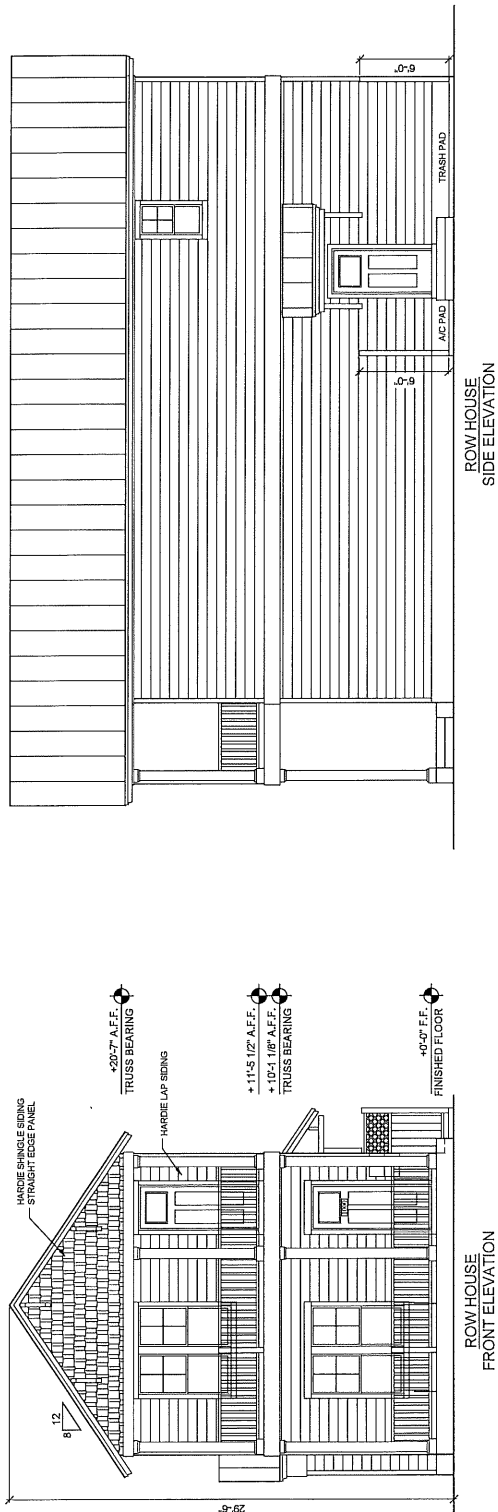 HARDIE SHINGLE SIDING
STRAIGHT EDGE PANEL
12
8
29'-6"
HARDIE LAP SIDING
+20'-7" A.F.F.
TRUSS BEARING
+ 11'-5 1/2" A.F.F.
+ 10'-1 1/8" A.F.F.
TRUSS BEARING
+0'-0" F.F.
FINISHED FLOOR
ROW HOUSE
FRONT ELEVATION
6'-0"
A/C PAD
TRASH PAD
6'-0"
ROW HOUSE
SIDE ELEVATION